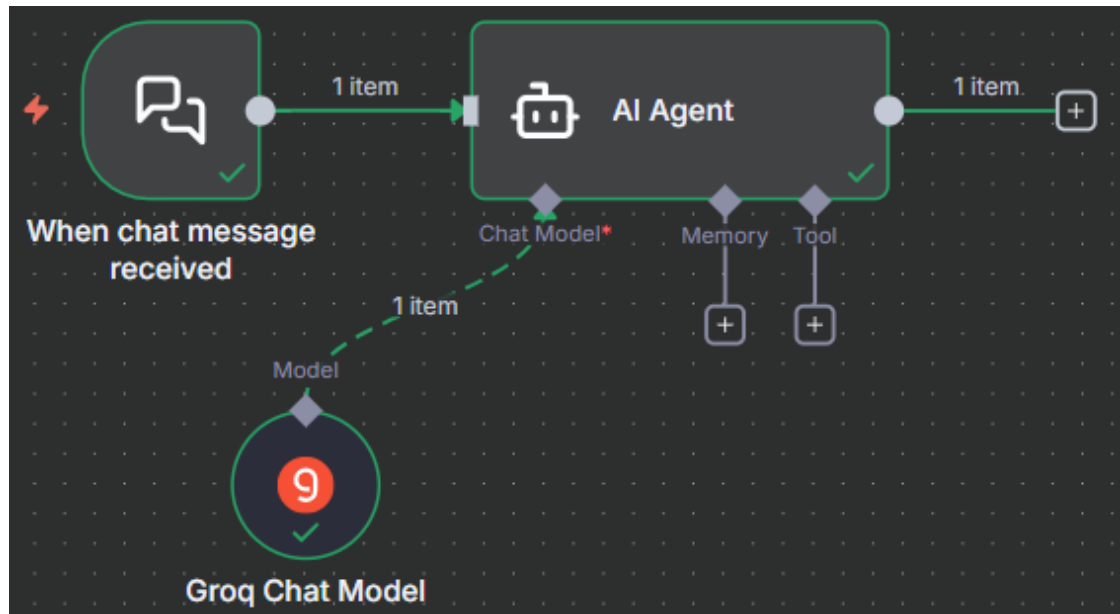 1 item
1 item
AI Agent
When chat message
received
Chat Model*
Memory
Tool
1 item
Model
9
Groq Chat Model